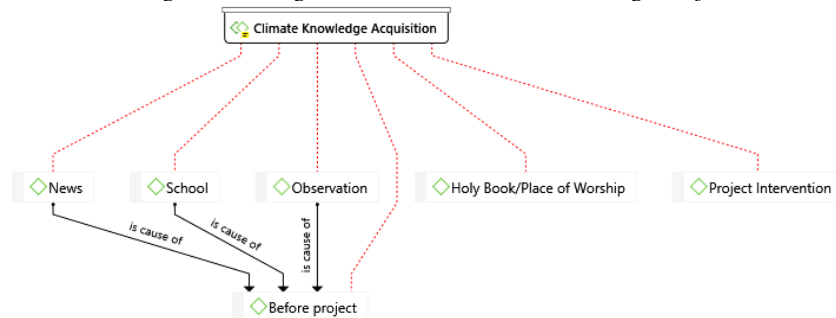 Climate Knowledge Acquisition
News
School
Observation
Holy Book/Place of Worship
Project Intervention
is cause of
is cause of
is cause of
Before project